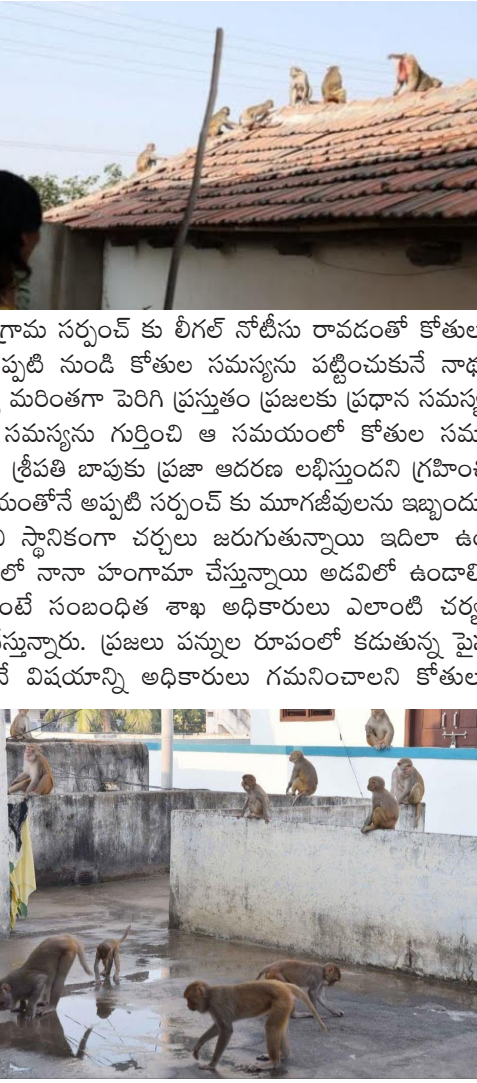 గ్రామ సర్పంచ్ కు లీగల్ నోటీసు రావడంతో కోతుల
ప్పటి నుండి కోతుల సమస్యను పట్టించుకునే నాథ
మరింతగా పెరిగి ప్రస్తుతం ప్రజలకు ప్రధాన సమస్య
సమస్యను గుర్తించి ఆ సమయంలో కోతుల సమ
శ్రీపతి బాపుకు ప్రజా ఆదరణ లభిస్తుందని గ్రహించ
యంతోనే అప్పటి సర్పంచ్ కు మూగజీవులను ఇబ్బందు
స్థానికంగా చర్చలు జరుగుతున్నాయి ఇదిలా ఉం
లో నానా హంగామా చేస్తున్నాయి అడవిలో ఉండాలి
ంటే సంబంధిత శాఖ అధికారులు ఎలాంటి చర్య
స్తున్నారు. ప్రజలు పన్నుల రూపంలో కడుతున్న పైస
నే విషయాన్ని అధికారులు గమనించాలని కోతుల